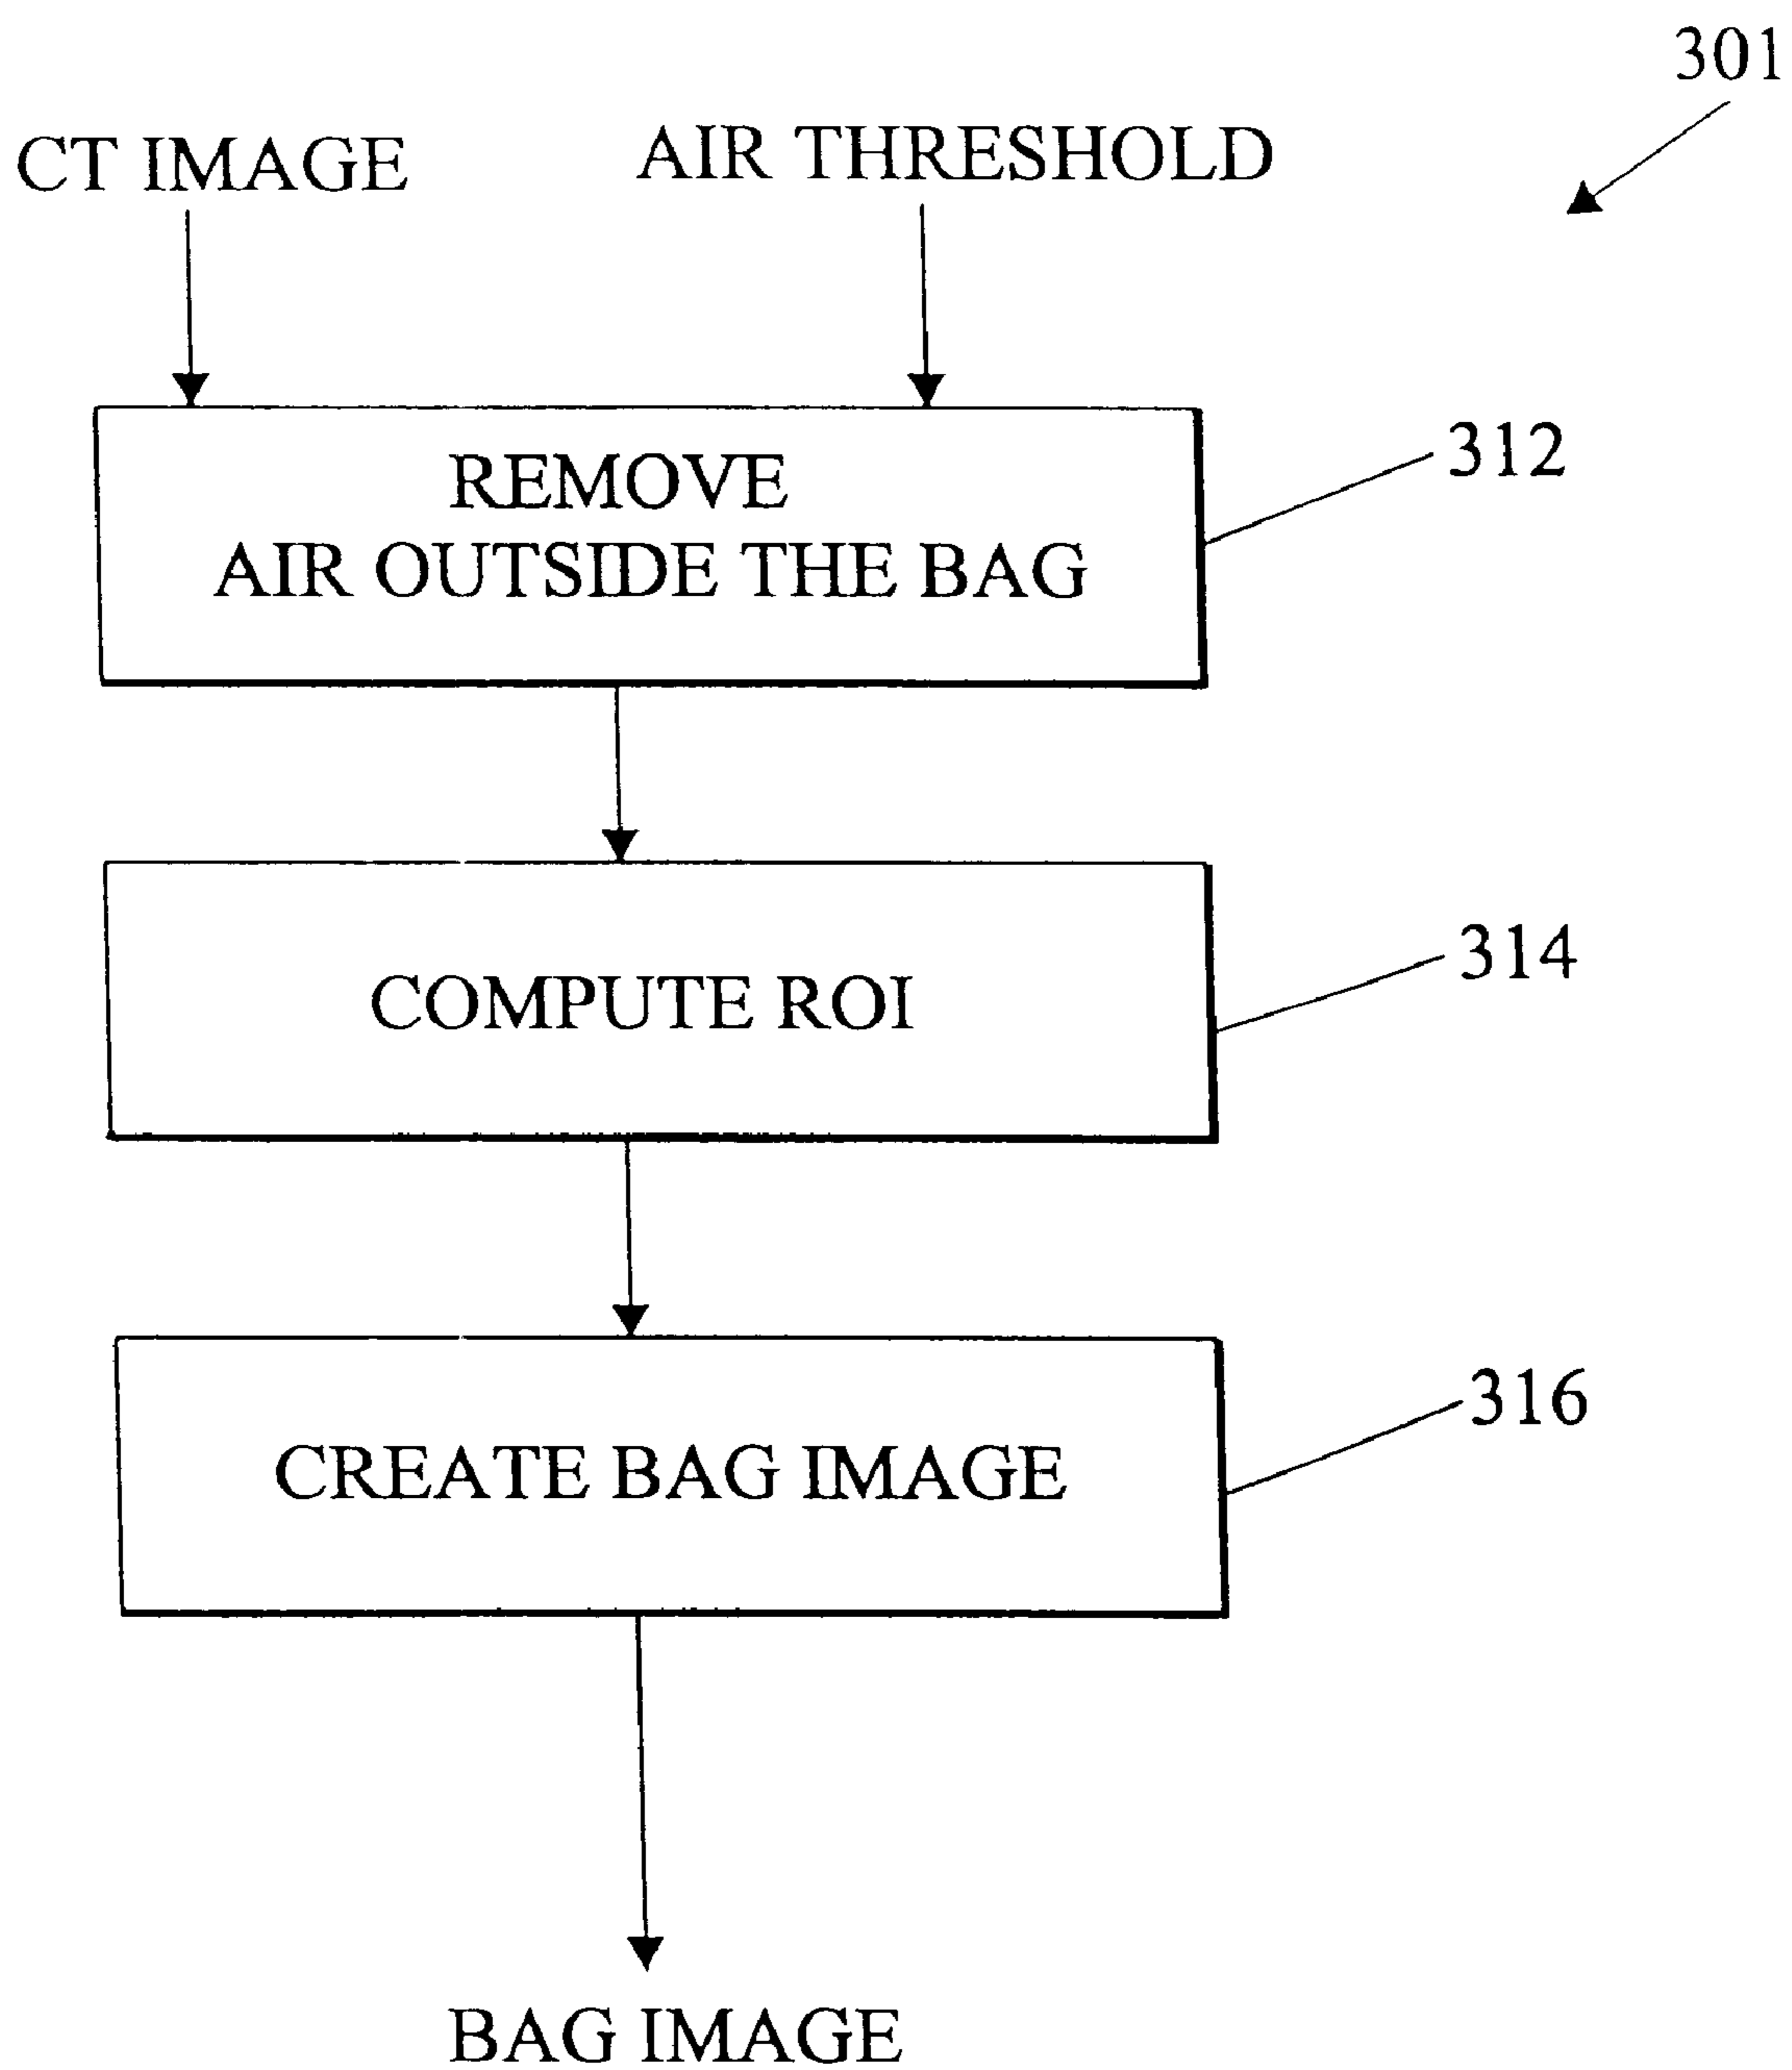 301
CT IMAGE
AIR THRESHOLD
REMOVE
AIR OUTSIDE THE BAG
312
COMPUTE ROI
314
CREATE BAG IMAGE
316
BAG IMAGE